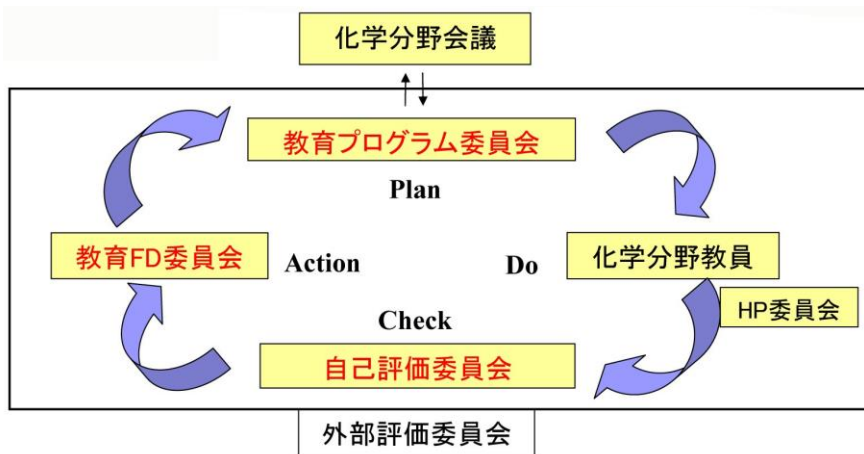 化学分野会議
教育プログラム委員会
Plan
教育FD委員会
Action
Do
化学分野教員
HP委員会
Check
自己評価委員会
外部評価委員会